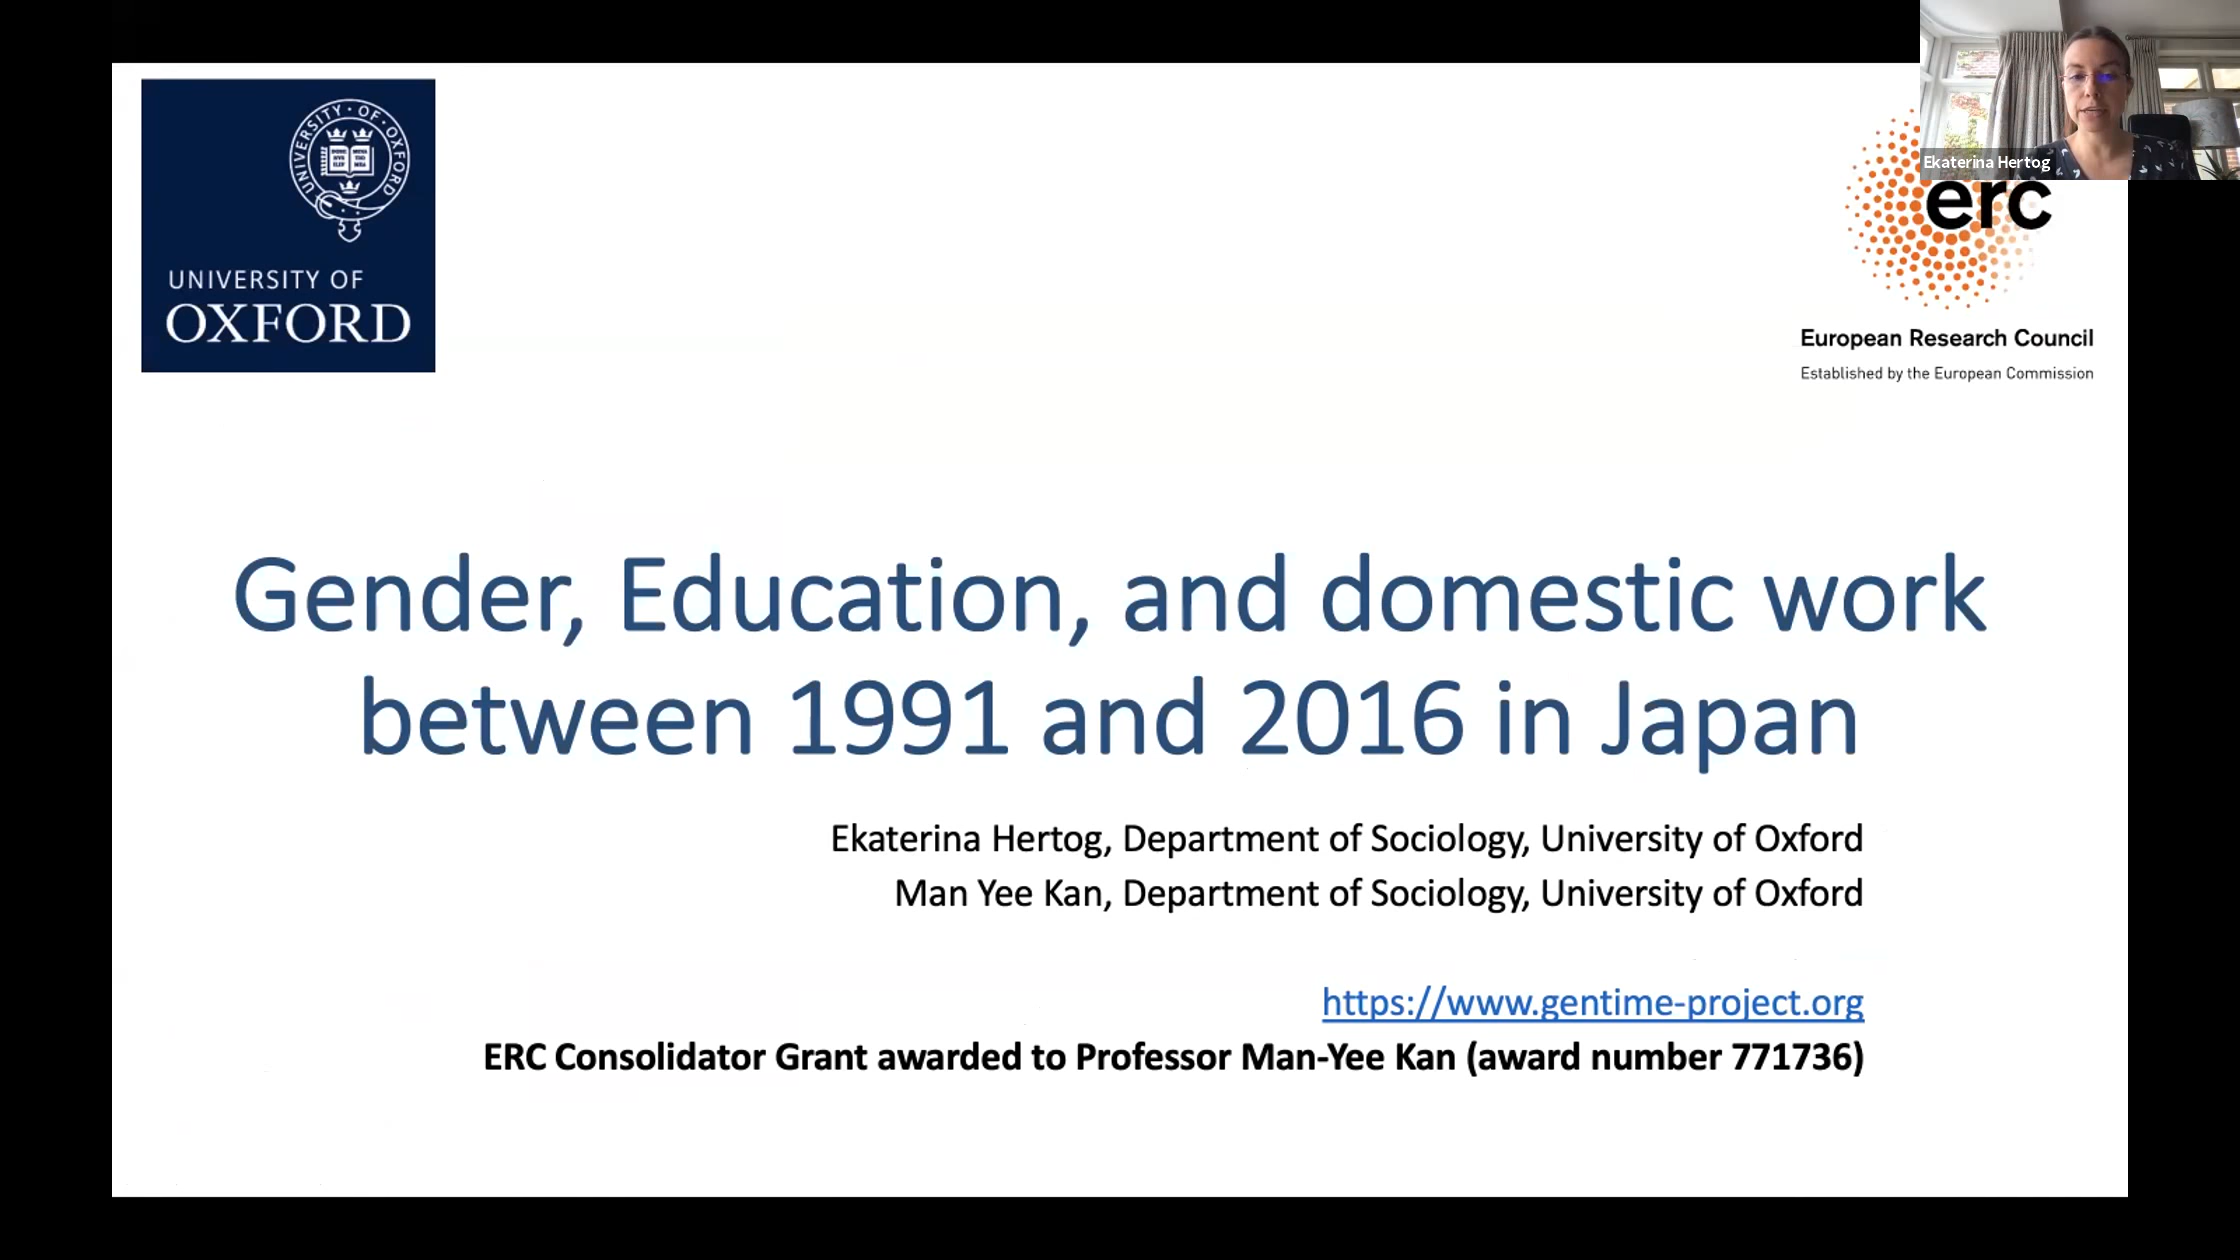 UNIVERSITY · OF · OXFORD
UNIVERSITY OF
OXFORD
Ekaterina Hertog
erc
European Research Council
Established by the European Commission
Gender, Education, and domestic work
between 1991 and 2016 in Japan
Ekaterina Hertog, Department of Sociology, University of Oxford
Man Yee Kan, Department of Sociology, University of Oxford
https://www.gentime-project.org
ERC Consolidator Grant awarded to Professor Man-Yee Kan (award number 771736)